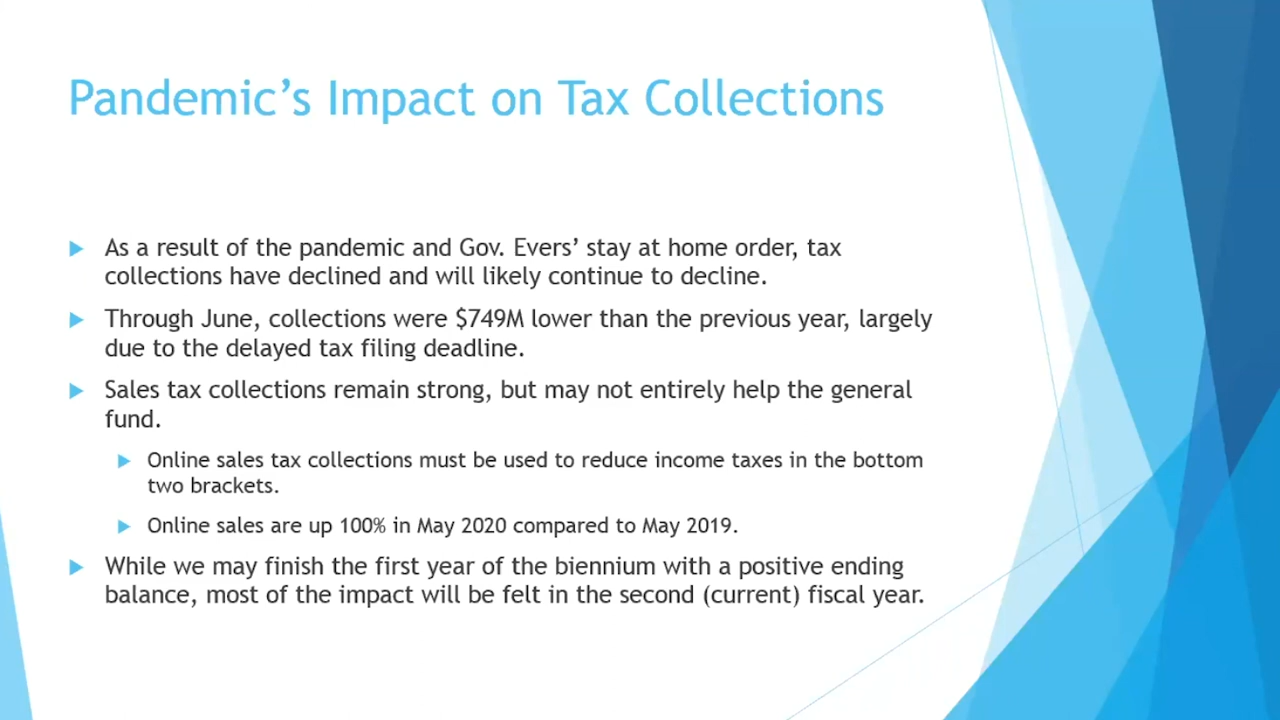 Pandemic’s Impact on Tax Collections
As a result of the pandemic and Gov. Evers’ stay at home order, tax
collections have declined and will likely continue to decline.
Through June, collections were $749M lower than the previous year, largely
due to the delayed tax filing deadline.
Sales tax collections remain strong, but may not entirely help the general
fund.
Online sales tax collections must be used to reduce income taxes in the bottom
two brackets.
Online sales are up 100% in May 2020 compared to May 2019.
While we may finish the first year of the biennium with a positive ending
balance, most of the impact will be felt in the second (current) fiscal year.